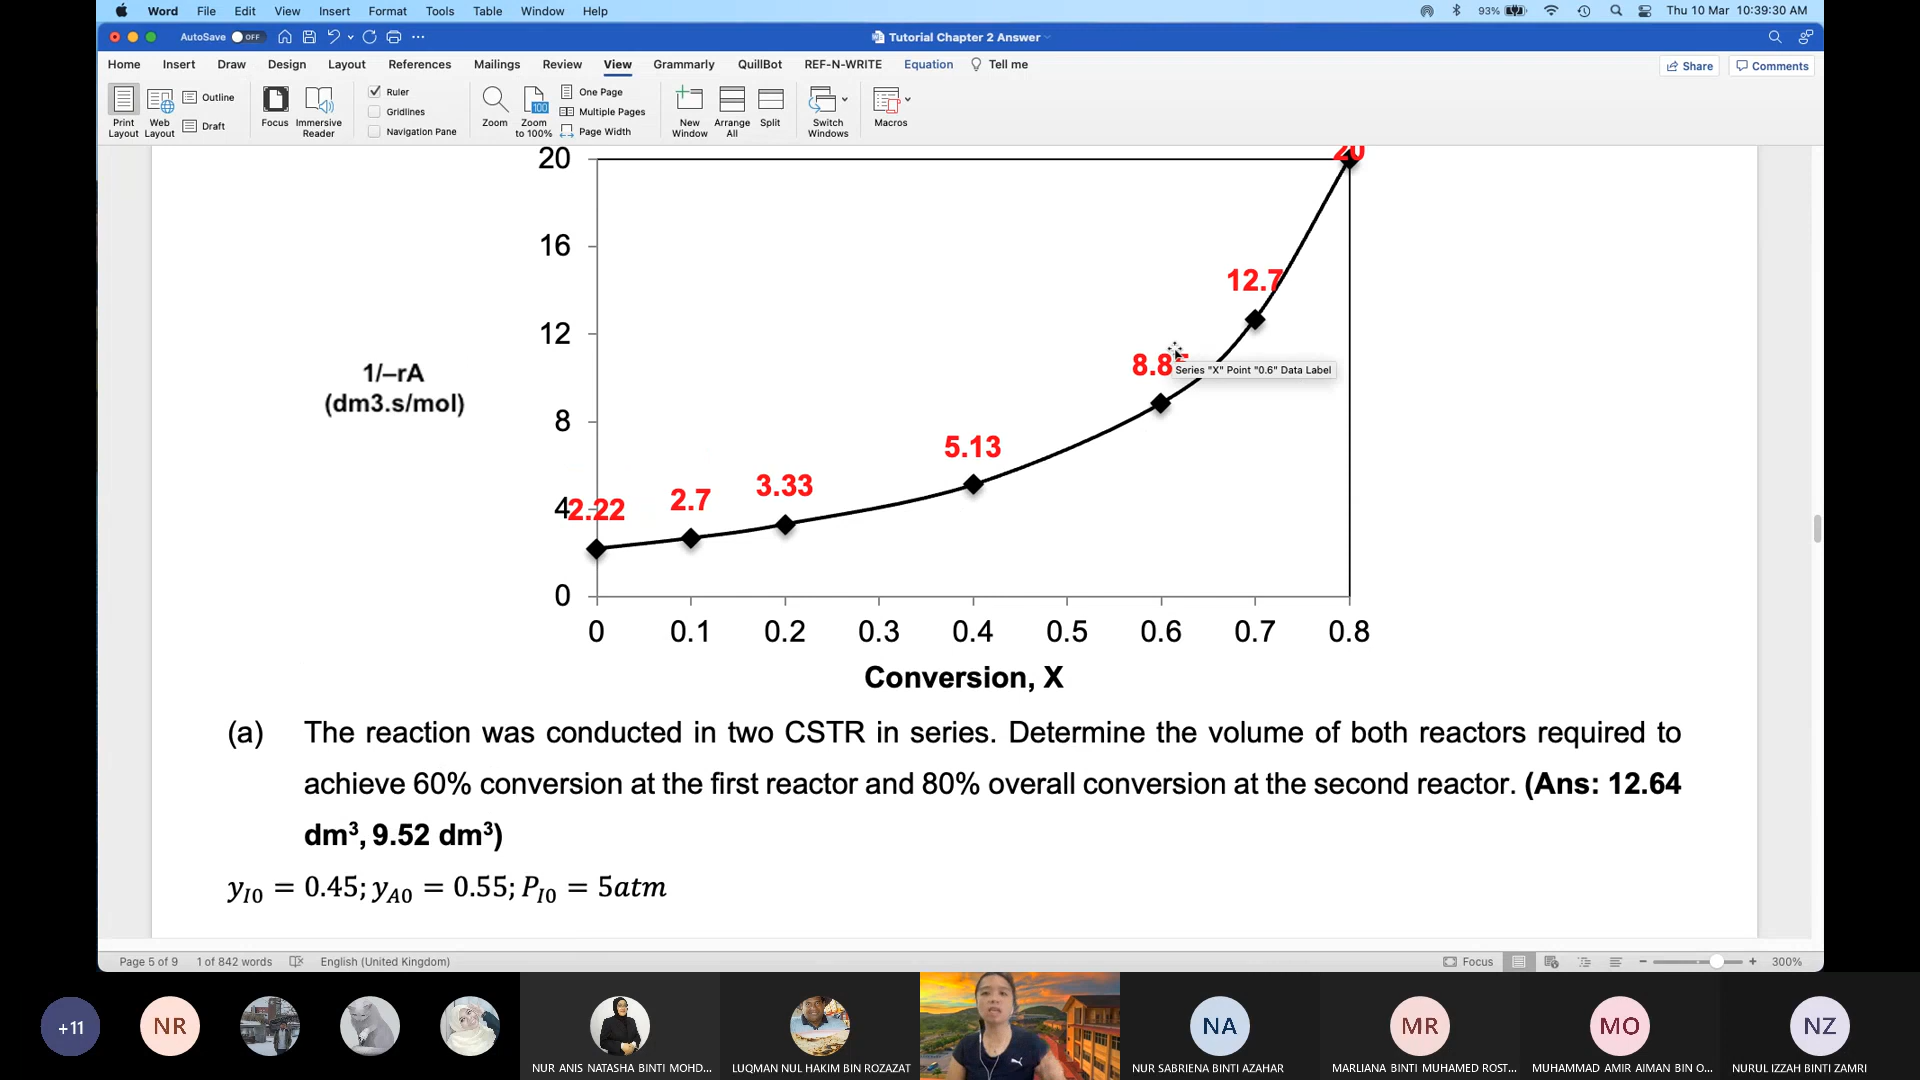 Word File Edit View Insert Format Tools Table Window Help 93% Thu 10 Mar 10:39:30 AM
AutoSave OFF Tutorial Chapter 2 Answer
Home Insert Draw Design Layout References Mailings Review View Grammarly QuillBot REF-N-WRITE Equation Tell me Share Comments
Print Layout
Web Layout
Outline
Draft
Focus
Immersive Reader
Ruler
Gridlines
Navigation Pane
Zoom
Zoom to 100%
100
One Page
Multiple Pages
Page Width
New Window
Arrange All
Split
Switch Windows
Macros
20
20
16
12.7
12
8.8
Series "X" Point "0.6" Data Label
1/–rA
(dm3.s/mol)
8
5.13
3.33
2.7
4
2.22
0
0 0.1 0.2 0.3 0.4 0.5 0.6 0.7 0.8
Conversion, X
(a) The reaction was conducted in two CSTR in series. Determine the volume of both reactors required to
achieve 60% conversion at the first reactor and 80% overall conversion at the second reactor. (Ans: 12.64
dm³, 9.52 dm³)
y_I0 = 0.45; y_A0 = 0.55; P_I0 = 5atm
Page 5 of 9 1 of 842 words English (United Kingdom) Focus 300%
+11 NR NA MR MO NZ
NUR ANIS NATASHA BINTI MOHD... LUQMAN NUL HAKIM BIN ROZAZAT NUR SABRIENA BINTI AZAHAR MARLIANA BINTI MUHAMED ROST... MUHAMMAD AMIR AIMAN BIN O... NURUL IZZAH BINTI ZAMRI